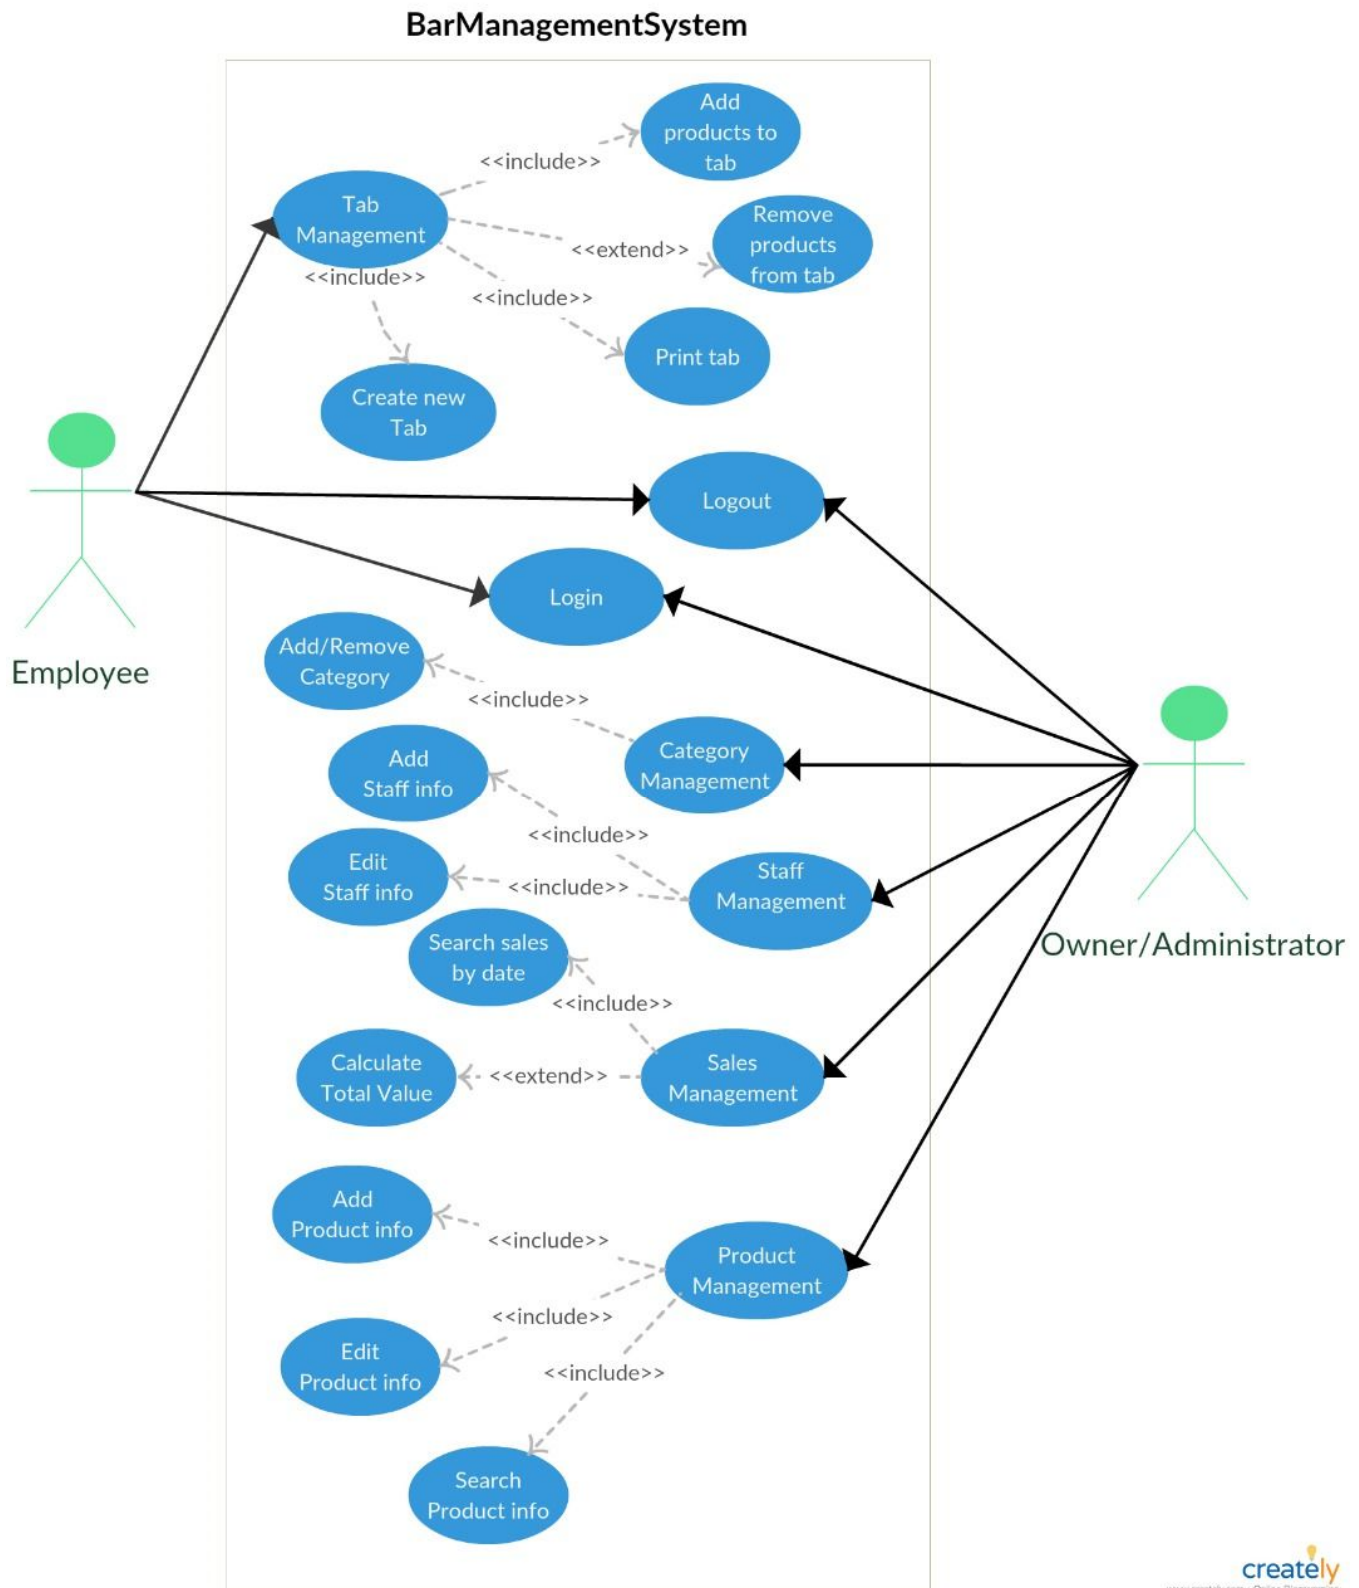 BarManagementSystem
Add
products to
tab
<<include>>
Tab
Management
Remove
products
from tab
<<extend>>
<<include>>
<<include>>
Print tab
Create new
Tab
Logout
Login
Employee
Add/Remove
Category
<<include>>
Category
Management
Add
Staff info
<<include>>
Edit
Staff info
<<include>>
Staff
Management
Owner/Administrator
Search sales
by date
<<include>>
Calculate
Total Value
<<extend>>
Sales
Management
Add
Product info
<<include>>
Product
Management
<<include>>
Edit
Product info
<<include>>
Search
Product info
creately